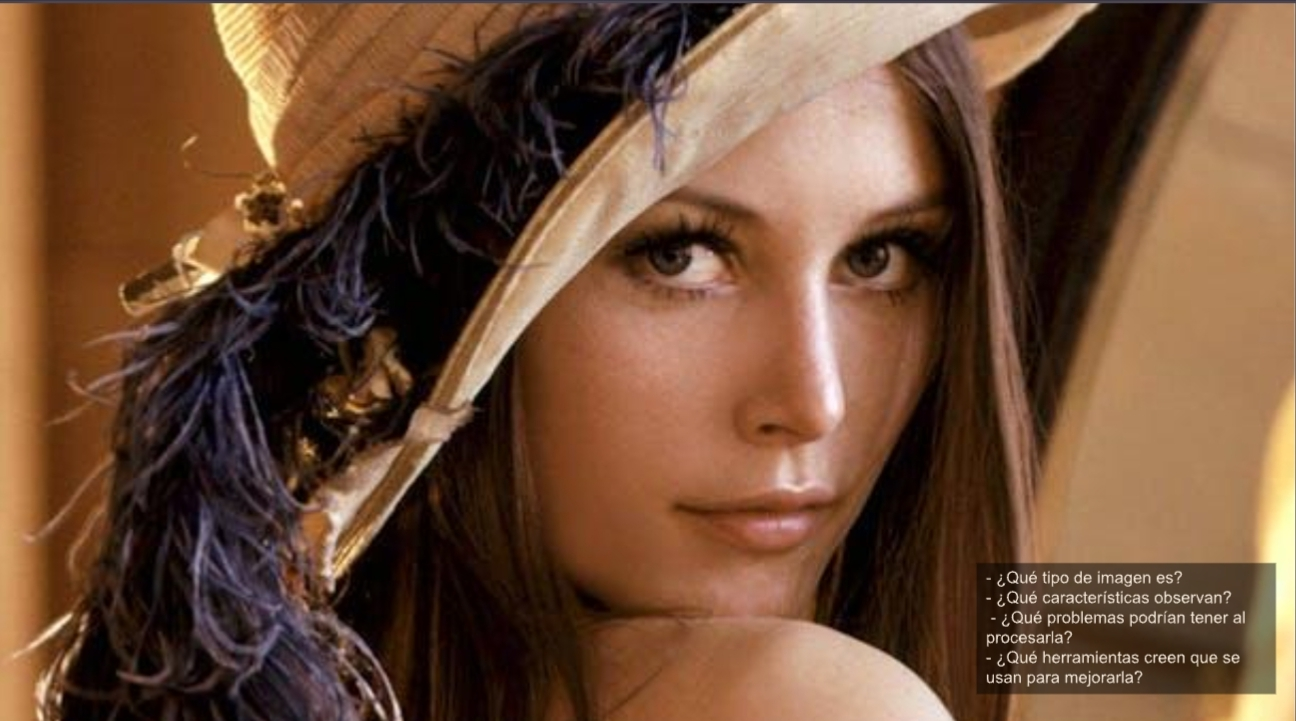 - ¿Qué tipo de imagen es?
- ¿Qué características observan?
- ¿Qué problemas podrían tener al
procesarla?
- ¿Qué herramientas creen que se
usan para mejorarla?